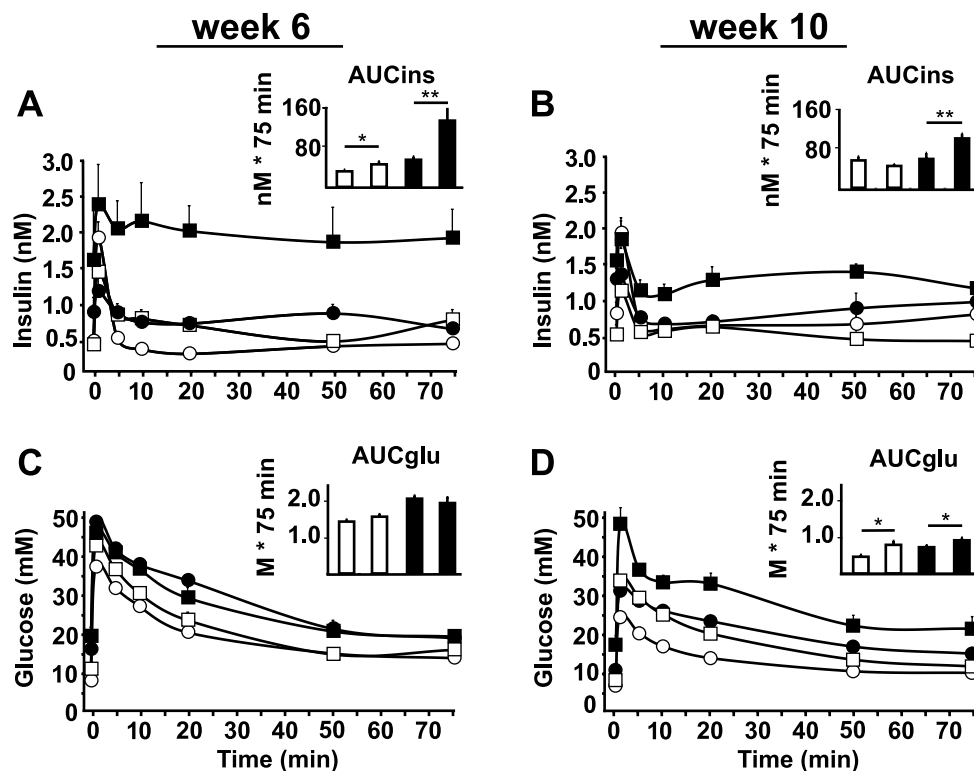 week 6
week 10
A
AUCins
nM * 75 min
160
80
*
**
Insulin (nM)
3.0
2.5
2.0
1.5
1.0
0.5
0
0 10 20 30 40 50 60 70
B
AUCins
nM * 75 min
160
80
**
Insulin (nM)
3.0
2.5
2.0
1.5
1.0
0.5
0
0 10 20 30 40 50 60 70
C
AUCglu
M * 75 min
2.0
1.0
Glucose (mM)
50
40
30
20
10
0
0 10 20 30 40 50 60 70
Time (min)
D
AUCglu
M * 75 min
2.0
1.0
*
*
Glucose (mM)
50
40
30
20
10
0
0 10 20 30 40 50 60 70
Time (min)